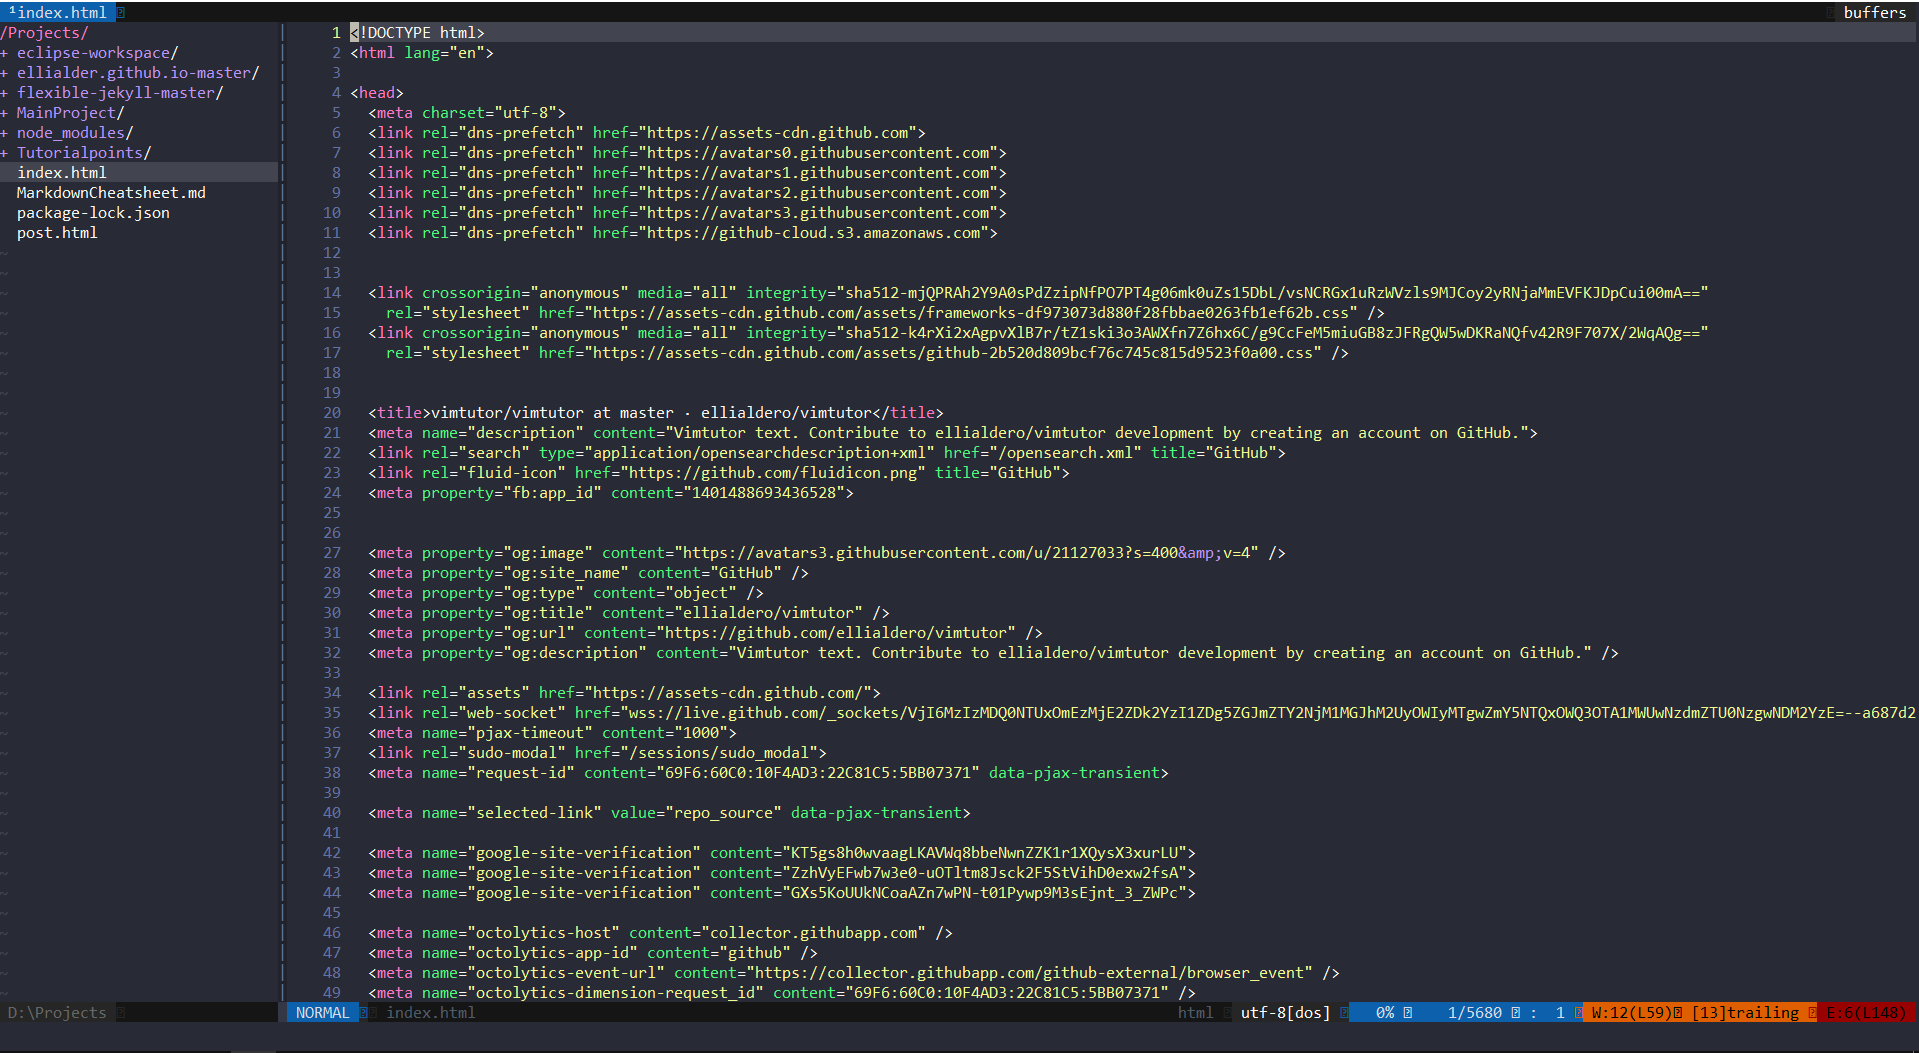 ¹index.html
buffers
/Projects/
+ eclipse-workspace/
+ ellialder.github.io-master/
+ flexible-jekyll-master/
+ MainProject/
+ node_modules/
+ Tutorialpoints/
index.html
MarkdownCheatsheet.md
package-lock.json
post.html
1 <!DOCTYPE html>
2 <html lang="en">
3
4 <head>
5 <meta charset="utf-8">
6 <link rel="dns-prefetch" href="https://assets-cdn.github.com">
7 <link rel="dns-prefetch" href="https://avatars0.githubusercontent.com">
8 <link rel="dns-prefetch" href="https://avatars1.githubusercontent.com">
9 <link rel="dns-prefetch" href="https://avatars2.githubusercontent.com">
10 <link rel="dns-prefetch" href="https://avatars3.githubusercontent.com">
11 <link rel="dns-prefetch" href="https://github-cloud.s3.amazonaws.com">
12
13
14 <link crossorigin="anonymous" media="all" integrity="sha512-mjQPRAh2Y9A0sPdZzipNfPO7PT4g06mk0uZs15DbL/vsNCRGx1uRzWVzls9MJCoy2yRNjaMmEVFKJDpCui00mA=="
15 rel="stylesheet" href="https://assets-cdn.github.com/assets/frameworks-df973073d880f28fbbae0263fb1ef62b.css" />
16 <link crossorigin="anonymous" media="all" integrity="sha512-k4rXi2xAgpvXlB7r/tZ1ski3o3AWXfn7Z6hx6C/g9CcFeM5miuGB8zJFRgQW5wDKRaNQfv42R9F707X/2WqAQg=="
17 rel="stylesheet" href="https://assets-cdn.github.com/assets/github-2b520d809bcf76c745c815d9523f0a00.css" />
18
19
20 <title>vimtutor/vimtutor at master · ellialdero/vimtutor</title>
21 <meta name="description" content="Vimtutor text. Contribute to ellialdero/vimtutor development by creating an account on GitHub.">
22 <link rel="search" type="application/opensearchdescription+xml" href="/opensearch.xml" title="GitHub">
23 <link rel="fluid-icon" href="https://github.com/fluidicon.png" title="GitHub">
24 <meta property="fb:app_id" content="1401488693436528">
25
26
27 <meta property="og:image" content="https://avatars3.githubusercontent.com/u/21127033?s=400&amp;v=4" />
28 <meta property="og:site_name" content="GitHub" />
29 <meta property="og:type" content="object" />
30 <meta property="og:title" content="ellialdero/vimtutor" />
31 <meta property="og:url" content="https://github.com/ellialdero/vimtutor" />
32 <meta property="og:description" content="Vimtutor text. Contribute to ellialdero/vimtutor development by creating an account on GitHub." />
33
34 <link rel="assets" href="https://assets-cdn.github.com/">
35 <link rel="web-socket" href="wss://live.github.com/_sockets/VjI6MzIzMDQ0NTUxOmEzMjE2ZDk2YzI1ZDg5ZGJmZTY2NjM1MGJhM2UyOWIyMTgwZmY5NTQxOWQ3OTA1MWUwNzdmZTU0NzgwNDM2YzE=--a687d2
36 <meta name="pjax-timeout" content="1000">
37 <link rel="sudo-modal" href="/sessions/sudo_modal">
38 <meta name="request-id" content="69F6:60C0:10F4AD3:22C81C5:5BB07371" data-pjax-transient>
39
40 <meta name="selected-link" value="repo_source" data-pjax-transient>
41
42 <meta name="google-site-verification" content="KT5gs8h0wvaagLKAVWq8bbeNwnZZK1r1XQysX3xurLU">
43 <meta name="google-site-verification" content="ZzhVyEFwb7w3e0-uOTltm8Jsck2F5StVihD0exw2fsA">
44 <meta name="google-site-verification" content="GXs5KoUUkNCoaAZn7wPN-t01Pywp9M3sEjnt_3_ZWPc">
45
46 <meta name="octolytics-host" content="collector.githubapp.com" />
47 <meta name="octolytics-app-id" content="github" />
48 <meta name="octolytics-event-url" content="https://collector.githubapp.com/github-external/browser_event" />
49 <meta name="octolytics-dimension-request_id" content="69F6:60C0:10F4AD3:22C81C5:5BB07371" />
D:\Projects
NORMAL index.html html utf-8[dos] 0% 1/5680 : 1 W:12(L59) [13]trailing E:6(L148)